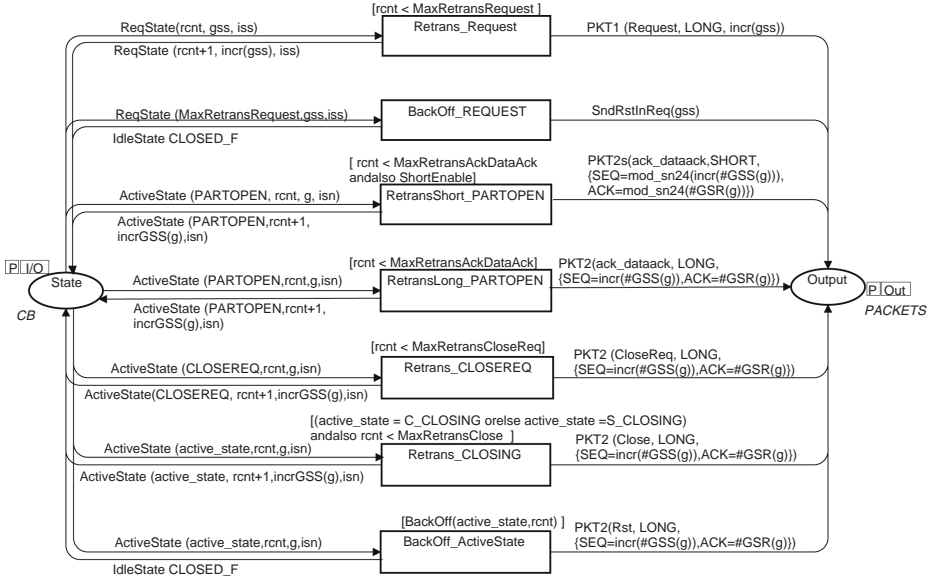 [rcnt < MaxRetransRequest ]
ReqState(rcnt, gss, iss)
Retrans_Request
PKT1 (Request, LONG, incr(gss))
ReqState (rcnt+1, incr(gss), iss)
ReqState (MaxRetransRequest,gss,iss)
BackOff_REQUEST
SndRstInReq(gss)
IdleState CLOSED_F
[ rcnt < MaxRetransAckDataAck
andalso ShortEnable]
PKT2s(ack_dataack,SHORT,
{SEQ=mod_sn24(incr(#GSS(g))),
ACK=mod_sn24(#GSR(g))})
ActiveState (PARTOPEN, rcnt, g, isn)
RetransShort_PARTOPEN
ActiveState (PARTOPEN,rcnt+1,
incrGSS(g),isn)
[rcnt < MaxRetransAckDataAck]
PKT2(ack_dataack, LONG,
{SEQ=incr(#GSS(g)),ACK=#GSR(g)})
P I/O
State
CB
ActiveState (PARTOPEN,rcnt,g,isn)
RetransLong_PARTOPEN
Output
P Out
PACKETS
ActiveState (PARTOPEN,rcnt+1,
incrGSS(g),isn)
[rcnt < MaxRetransCloseReq]
ActiveState (CLOSEREQ,rcnt,g,isn)
Retrans_CLOSEREQ
PKT2 (CloseReq, LONG,
{SEQ=incr(#GSS(g)),ACK=#GSR(g)})
ActiveState(CLOSEREQ, rcnt+1,incrGSS(g),isn)
[(active_state = C_CLOSING orelse active_state =S_CLOSING)
andalso rcnt < MaxRetransClose ]
ActiveState (active_state,rcnt,g,isn)
Retrans_CLOSING
PKT2 (Close, LONG,
{SEQ=incr(#GSS(g)),ACK=#GSR(g)})
ActiveState (active_state, rcnt+1,incrGSS(g),isn)
[BackOff(active_state,rcnt) ]
ActiveState (active_state,rcnt,g,isn)
BackOff_ActiveState
PKT2(Rst, LONG,
{SEQ=incr(#GSS(g)),ACK=#GSR(g)})
IdleState CLOSED_F